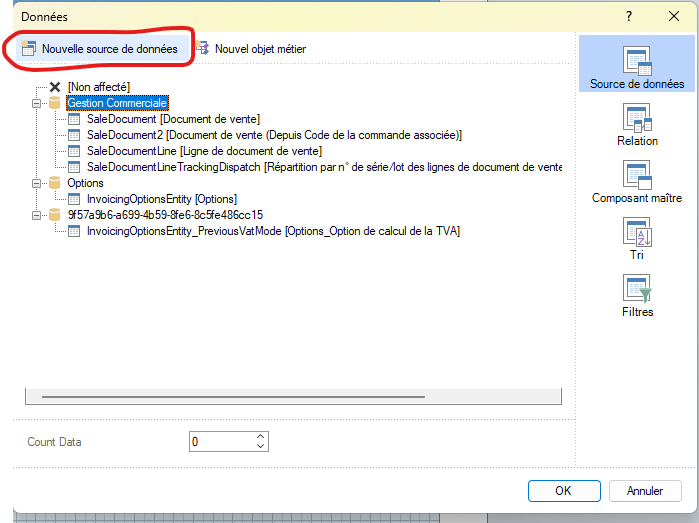 Données
?
Nouvelle source de données
Nouvel objet métier
[Non affecté]
Gestion Commerciale
SaleDocument [Document de vente]
SaleDocument2 [Document de vente (Depuis Code de la commande associée)]
SaleDocumentLine [Ligne de document de vente]
SaleDocumentLineTrackingDispatch [Répartition par n° de série/lot des lignes de document de vente
Options
InvoicingOptionsEntity [Options]
9f57a9b6-a699-4b59-8fe6-8c5fe486cc15
InvoicingOptionsEntity_PreviousVatMode [Options_Option de calcul de la TVA]
Source de données
Relation
Composant maître
Tri
Filtres
Count Data
0
OK
Annuler